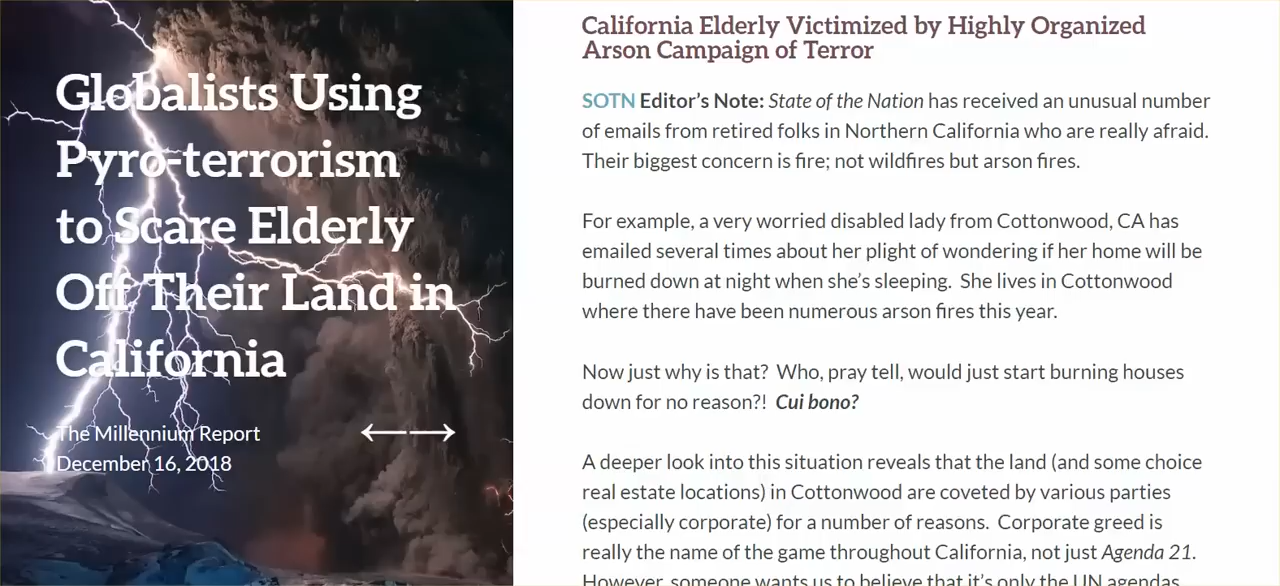 Globalists Using
Pyro-terrorism
to Scare Elderly
Off Their Land in
California
The Millennium Report
December 16, 2018
California Elderly Victimized by Highly Organized
Arson Campaign of Terror
SOTN Editor’s Note: State of the Nation has received an unusual number
of emails from retired folks in Northern California who are really afraid.
Their biggest concern is fire; not wildfires but arson fires.
For example, a very worried disabled lady from Cottonwood, CA has
emailed several times about her plight of wondering if her home will be
burned down at night when she’s sleeping.  She lives in Cottonwood
where there have been numerous arson fires this year.
Now just why is that?  Who, pray tell, would just start burning houses
down for no reason?!  Cui bono?
A deeper look into this situation reveals that the land (and some choice
real estate locations) in Cottonwood are coveted by various parties
(especially corporate) for a number of reasons.  Corporate greed is
really the name of the game throughout California, not just Agenda 21.
However, someone wants us to believe that it’s only the UN agendas